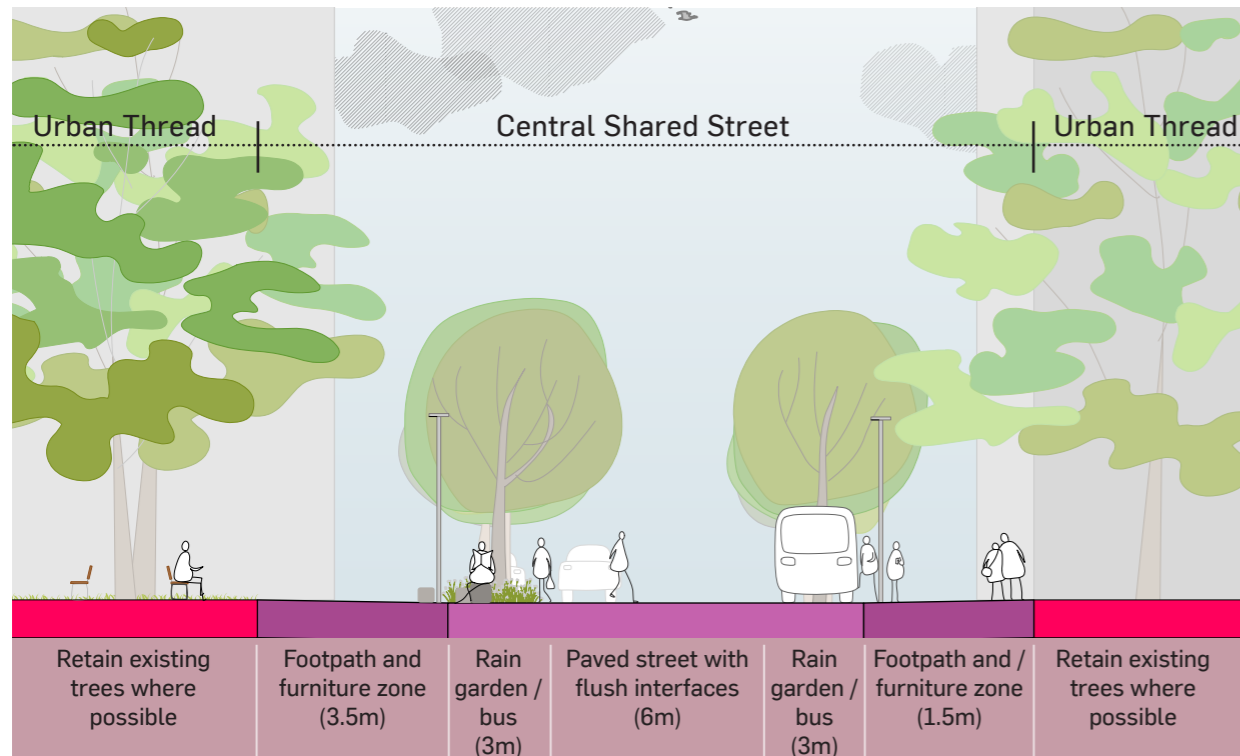 Urban Thread
Central Shared Street
Urban Thread
Retain existing
trees where
possible
Footpath and
furniture zone
(3.5m)
Rain
garden /
bus
(3m)
Paved street with
flush interfaces
(6m)
Rain
garden /
bus
(3m)
Footpath and /
furniture zone
(1.5m)
Retain existing
trees where
possible